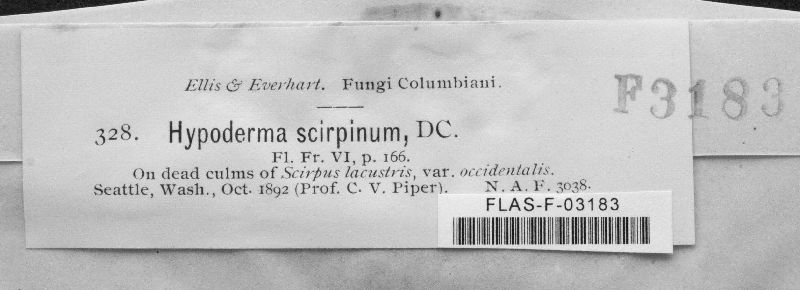 Ellis & Everhart. Fungi Columbiani.
F3183
328. Hypoderma scirpinum, DC.
Fl. Fr. VI, p. 166.
On dead culms of Scirpus lacustris, var. occidentalis.
Seattle, Wash., Oct. 1892 (Prof. C. V. Piper). N. A. F. 3038.
FLAS-F-03183